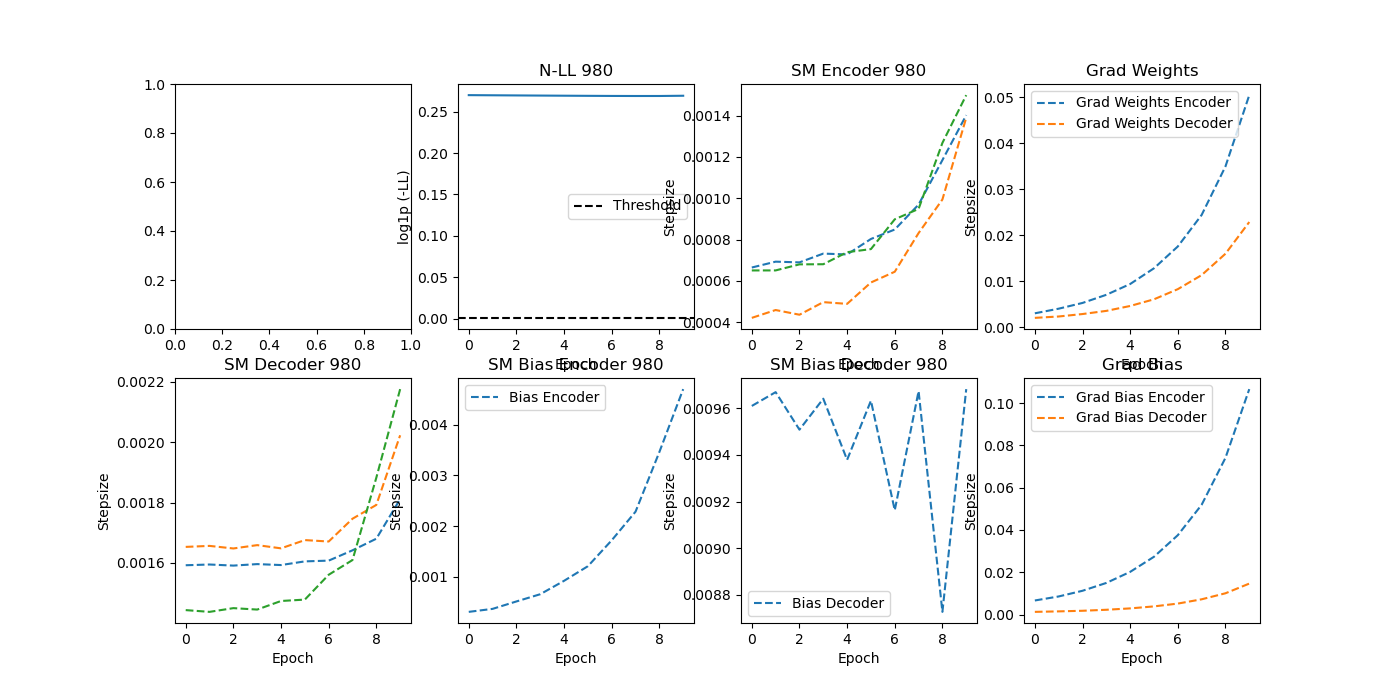 N-LL 980
SM Encoder 980
Grad Weights
1.0
0.8
0.6
0.4
0.2
0.0
0.0 0.2 0.4 0.6 0.8 1.0
log1p (-LL)
0.25
0.20
0.15
0.10
0.05
0.00
Threshold
0 2 4 6 8
Epoch
Stepsize
0.0014
0.0012
0.0010
0.0008
0.0006
0.0004
0 2 4 6 8
Epoch
Stepsize
0.05
0.04
0.03
0.02
0.01
0.00
Grad Weights Encoder
Grad Weights Decoder
0 2 4 6 8
Epoch
SM Decoder 980
SM Bias Encoder 980
SM Bias Decoder 980
Grad Bias
Stepsize
0.0022
0.0020
0.0018
0.0016
0 2 4 6 8
Epoch
Stepsize
0.004
0.003
0.002
0.001
Bias Encoder
0 2 4 6 8
Epoch
Stepsize
0.0096
0.0094
0.0092
0.0090
0.0088
Bias Decoder
0 2 4 6 8
Epoch
Stepsize
0.10
0.08
0.06
0.04
0.02
0.00
Grad Bias Encoder
Grad Bias Decoder
0 2 4 6 8
Epoch